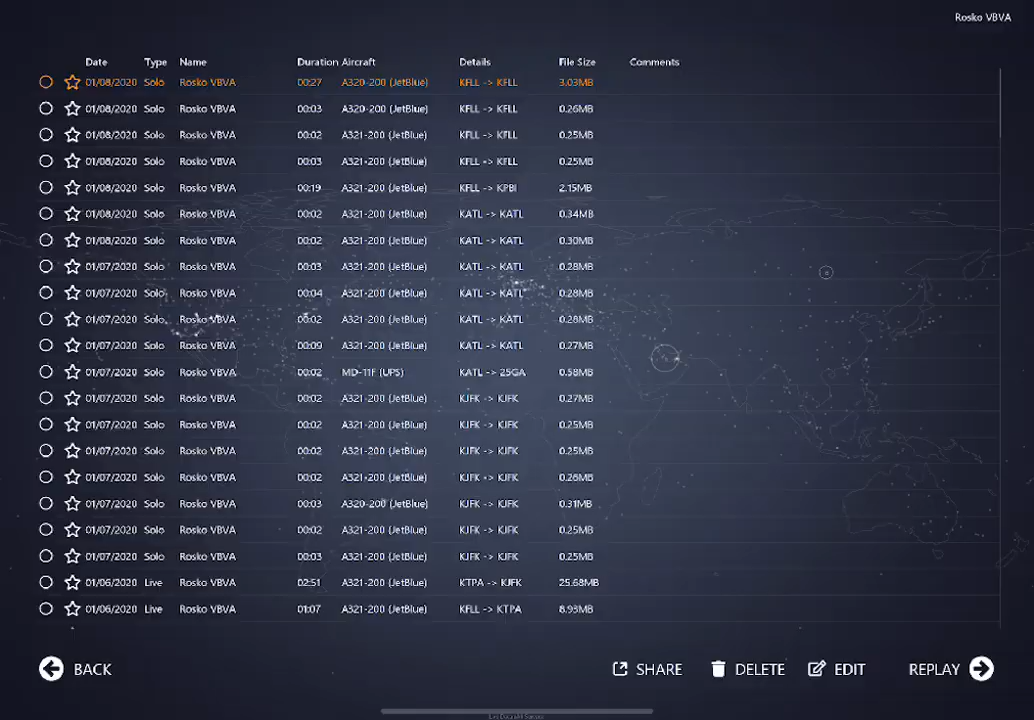 Rosko VBVA
Date Type Name Duration Aircraft Details File Size Comments
01/08/2020 Solo Rosko VBVA 00:27 A320-200 (JetBlue) KFLL -> KFLL 3.03MB
01/08/2020 Solo Rosko VBVA 00:03 A320-200 (JetBlue) KFLL -> KFLL 0.26MB
01/08/2020 Solo Rosko VBVA 00:02 A321-200 (JetBlue) KFLL -> KFLL 0.25MB
01/08/2020 Solo Rosko VBVA 00:03 A321-200 (JetBlue) KFLL -> KFLL 0.25MB
01/08/2020 Solo Rosko VBVA 00:19 A321-200 (JetBlue) KFLL -> KPBI 2.15MB
01/08/2020 Solo Rosko VBVA 00:02 A321-200 (JetBlue) KATL -> KATL 0.34MB
01/08/2020 Solo Rosko VBVA 00:02 A321-200 (JetBlue) KATL -> KATL 0.30MB
01/07/2020 Solo Rosko VBVA 00:03 A321-200 (JetBlue) KATL -> KATL 0.28MB
01/07/2020 Solo Rosko VBVA 00:04 A321-200 (JetBlue) KATL -> KATL 0.28MB
01/07/2020 Solo Rosko VBVA 00:02 A321-200 (JetBlue) KATL -> KATL 0.28MB
01/07/2020 Solo Rosko VBVA 00:09 A321-200 (JetBlue) KATL -> KATL 0.27MB
01/07/2020 Solo Rosko VBVA 00:02 MD-11F (UPS) KATL -> 25GA 0.58MB
01/07/2020 Solo Rosko VBVA 00:02 A321-200 (JetBlue) KJFK -> KJFK 0.27MB
01/07/2020 Solo Rosko VBVA 00:02 A321-200 (JetBlue) KJFK -> KJFK 0.25MB
01/07/2020 Solo Rosko VBVA 00:02 A321-200 (JetBlue) KJFK -> KJFK 0.25MB
01/07/2020 Solo Rosko VBVA 00:02 A321-200 (JetBlue) KJFK -> KJFK 0.26MB
01/07/2020 Solo Rosko VBVA 00:03 A320-200 (JetBlue) KJFK -> KJFK 0.31MB
01/07/2020 Solo Rosko VBVA 00:02 A321-200 (JetBlue) KJFK -> KJFK 0.25MB
01/07/2020 Solo Rosko VBVA 00:03 A321-200 (JetBlue) KJFK -> KJFK 0.25MB
01/06/2020 Live Rosko VBVA 02:51 A321-200 (JetBlue) KTPA -> KJFK 25.68MB
01/06/2020 Live Rosko VBVA 01:07 A321-200 (JetBlue) KFLL -> KTPA 8.93MB
BACK SHARE DELETE EDIT REPLAY